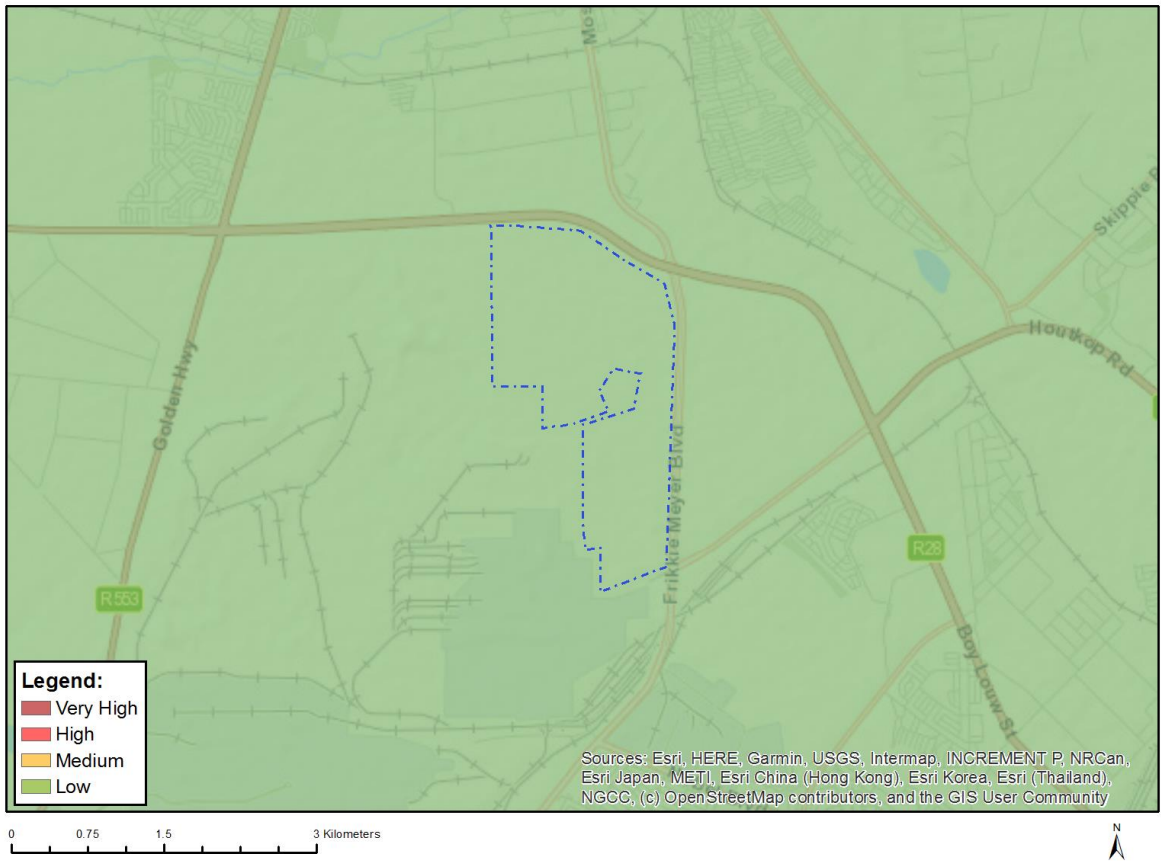 Mos
Skippie
Houtkop Rd
Golden Hwy
Frikkie Meyer Blvd
R28
R553
Boy Louw St
Legend:
Very High
High
Medium
Low
Sources: Esri, HERE, Garmin, USGS, Intermap, INCREMENT P, NRCan,
Esri Japan, METI, Esri China (Hong Kong), Esri Korea, Esri (Thailand),
NGCC, (c) OpenStreetMap contributors, and the GIS User Community
0 0.75 1.5 3 Kilometers
N